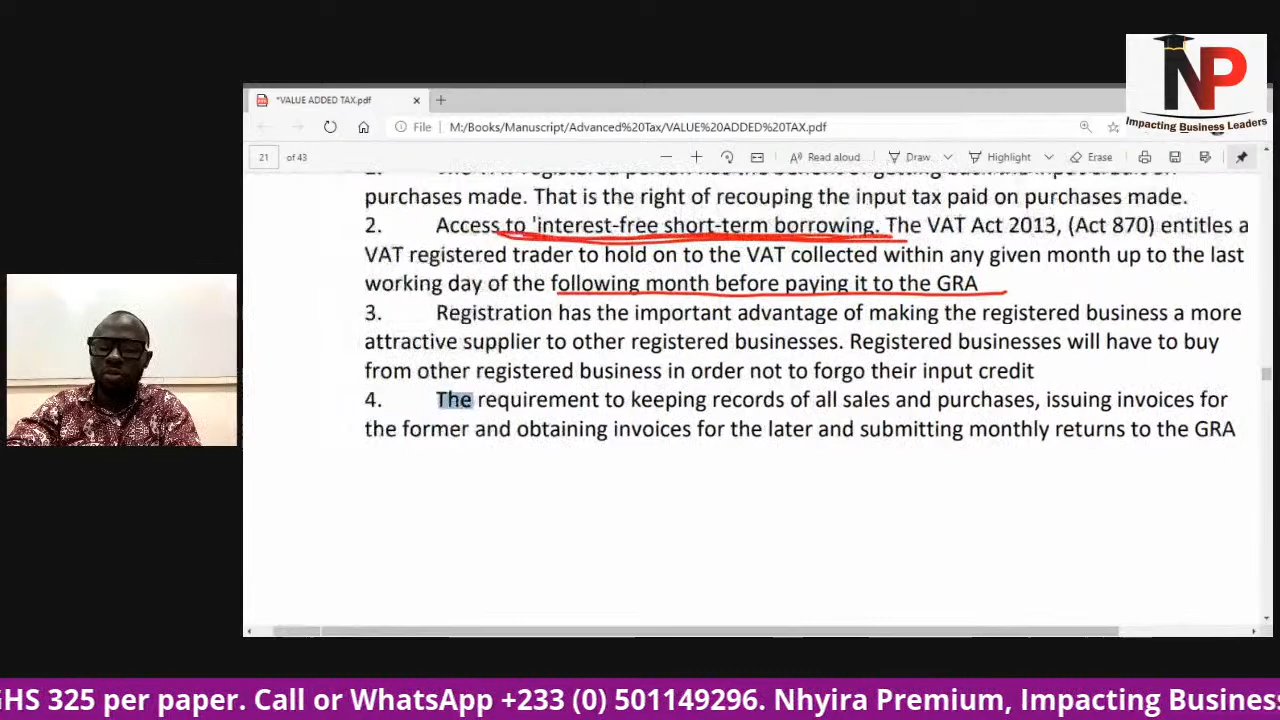 NP
Impacting Business Leaders
*VALUE ADDED TAX.pdf
File M:/Books/Manuscript/Advanced%20Tax/VALUE%20ADDED%20TAX.pdf
21 of 43 Read aloud Draw Highlight Erase
purchases made. That is the right of recouping the input tax paid on purchases made.
2. Access to 'interest-free short-term borrowing. The VAT Act 2013, (Act 870) entitles a
VAT registered trader to hold on to the VAT collected within any given month up to the last
working day of the following month before paying it to the GRA
3. Registration has the important advantage of making the registered business a more
attractive supplier to other registered businesses. Registered businesses will have to buy
from other registered business in order not to forgo their input credit
4. The requirement to keeping records of all sales and purchases, issuing invoices for
the former and obtaining invoices for the later and submitting monthly returns to the GRA
GHS 325 per paper. Call or WhatsApp +233 (0) 501149296. Nhyira Premium, Impacting Business